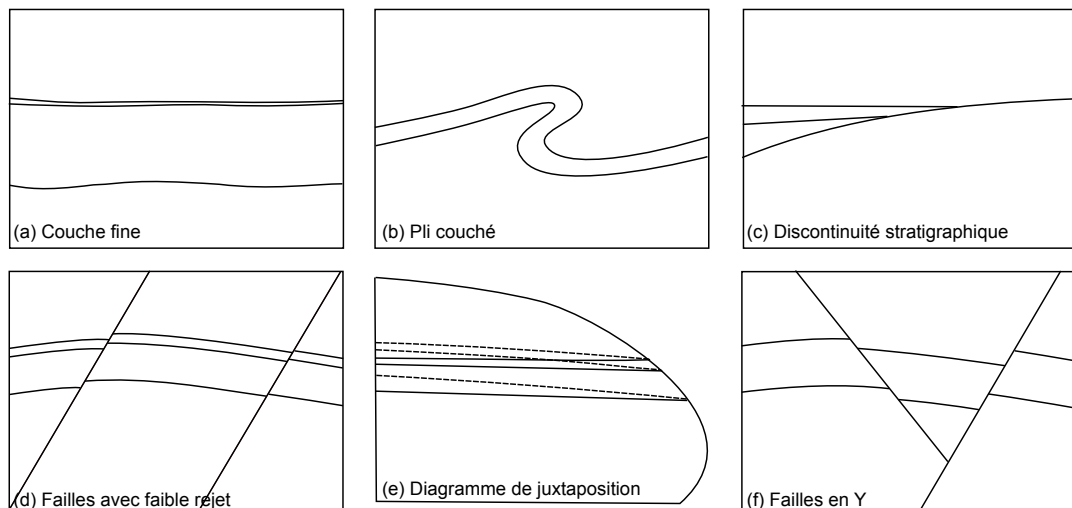 (a) Couche fine
(b) Pli couché
(c) Discontinuité stratigraphique
(d) Failles avec faible rejet
(e) Diagramme de juxtaposition
(f) Failles en Y